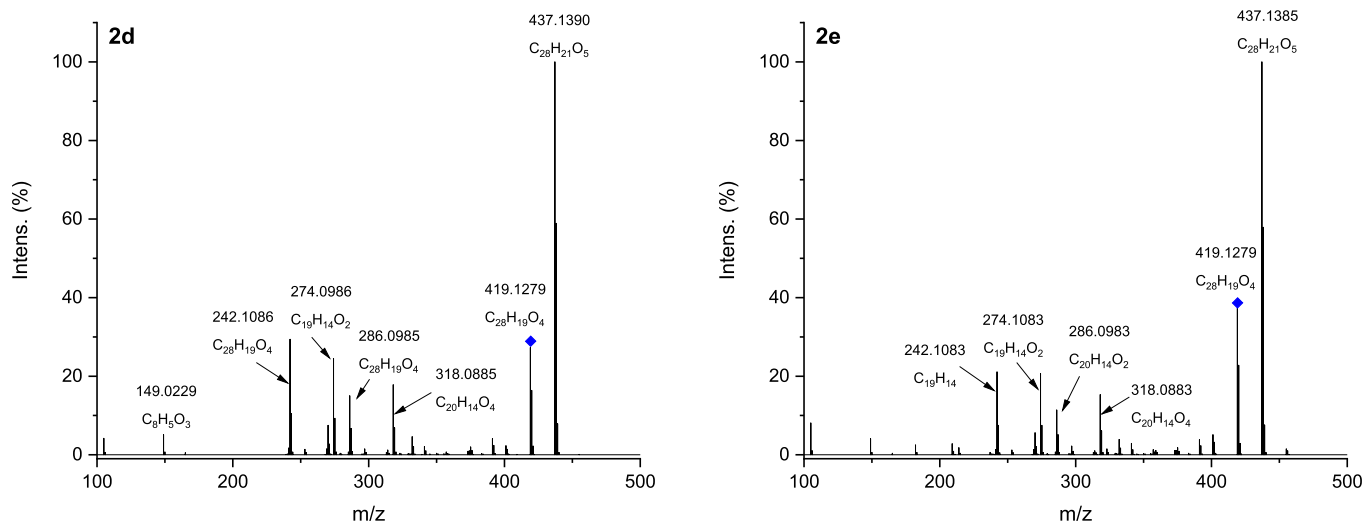 2d
437.1390
C28H21O5
419.1279
C28H19O4
274.0986
C19H14O2
242.1086
C28H19O4
286.0985
C28H19O4
318.0885
C20H14O4
149.0229
C8H5O3
Intens. (%)
0
20
40
60
80
100
100
200
300
400
500
m/z
2e
437.1385
C28H21O5
419.1279
C28H19O4
274.1083
C19H14O2
286.0983
C20H14O2
242.1083
C19H14
318.0883
C20H14O4
Intens. (%)
0
20
40
60
80
100
100
200
300
400
500
m/z